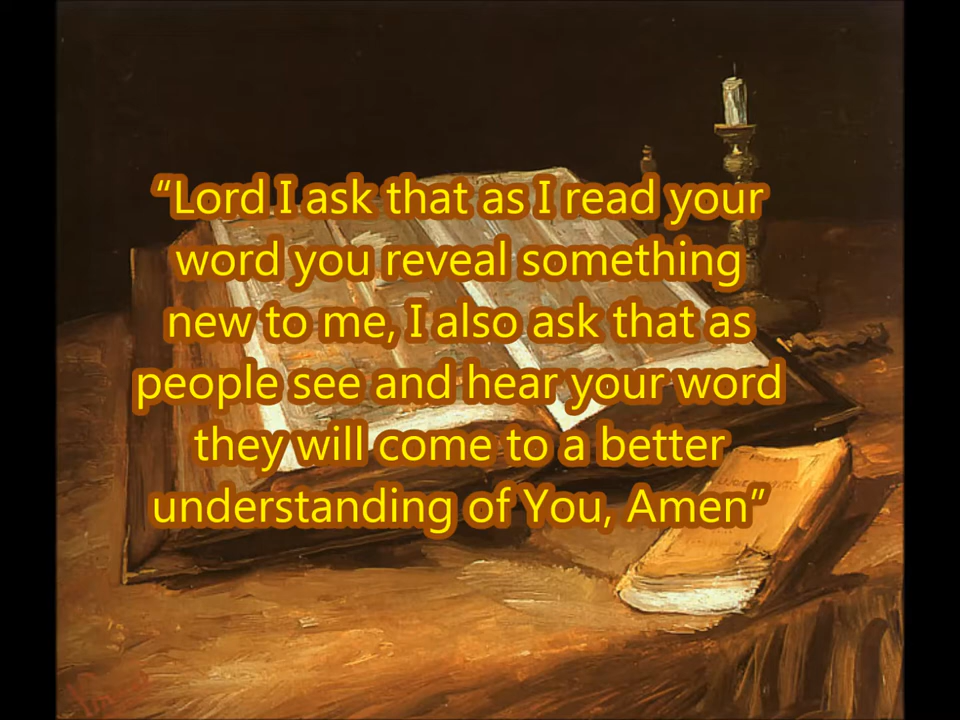 “Lord I ask that as I read your
word you reveal something
new to me, I also ask that as
people see and hear your word
they will come to a better
understanding of You, Amen”